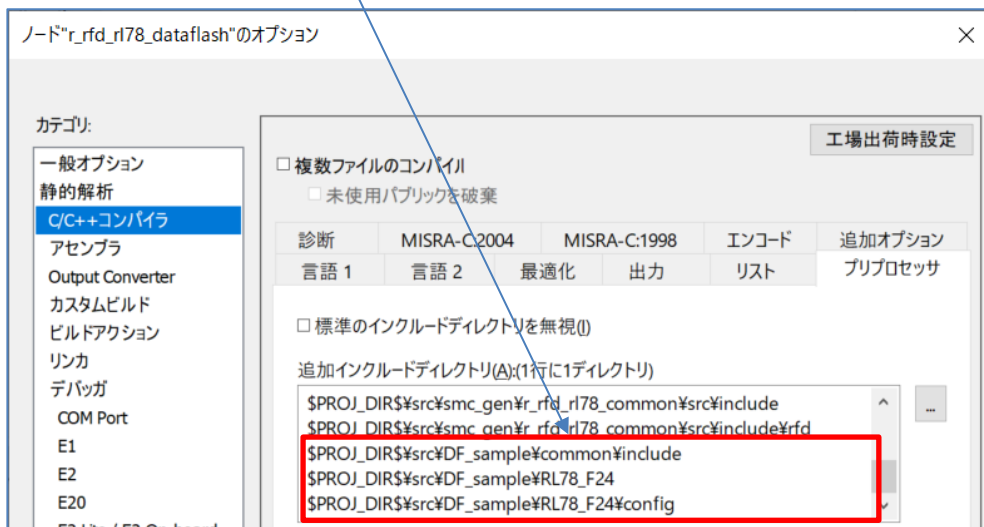 ノード"r_rfd_rl78_dataflash"のオプション
カテゴリ:
一般オプション
静的解析
C/C++コンパイラ
アセンブラ
Output Converter
カスタムビルド
ビルドアクション
リンカ
デバッガ
COM Port
E1
E2
E20
工場出荷時設定
複数ファイルのコンパイル
未使用パブリックを破棄
診断 MISRA-C:2004 MISRA-C:1998 エンコード 追加オプション
言語 1 言語 2 最適化 出力 リスト プリプロセッサ
標準のインクルードディレクトリを無視(I)
追加インクルードディレクトリ(A):(1行に1ディレクトリ)
$PROJ_DIR$¥src¥smc_gen¥r_rfd_rl78_common¥src¥include
$PROJ_DIR$¥src¥smc_gen¥r_rfd_rl78_common¥src¥include¥rfd
$PROJ_DIR$¥src¥DF_sample¥common¥include
$PROJ_DIR$¥src¥DF_sample¥RL78_F24
$PROJ_DIR$¥src¥DF_sample¥RL78_F24¥config
...